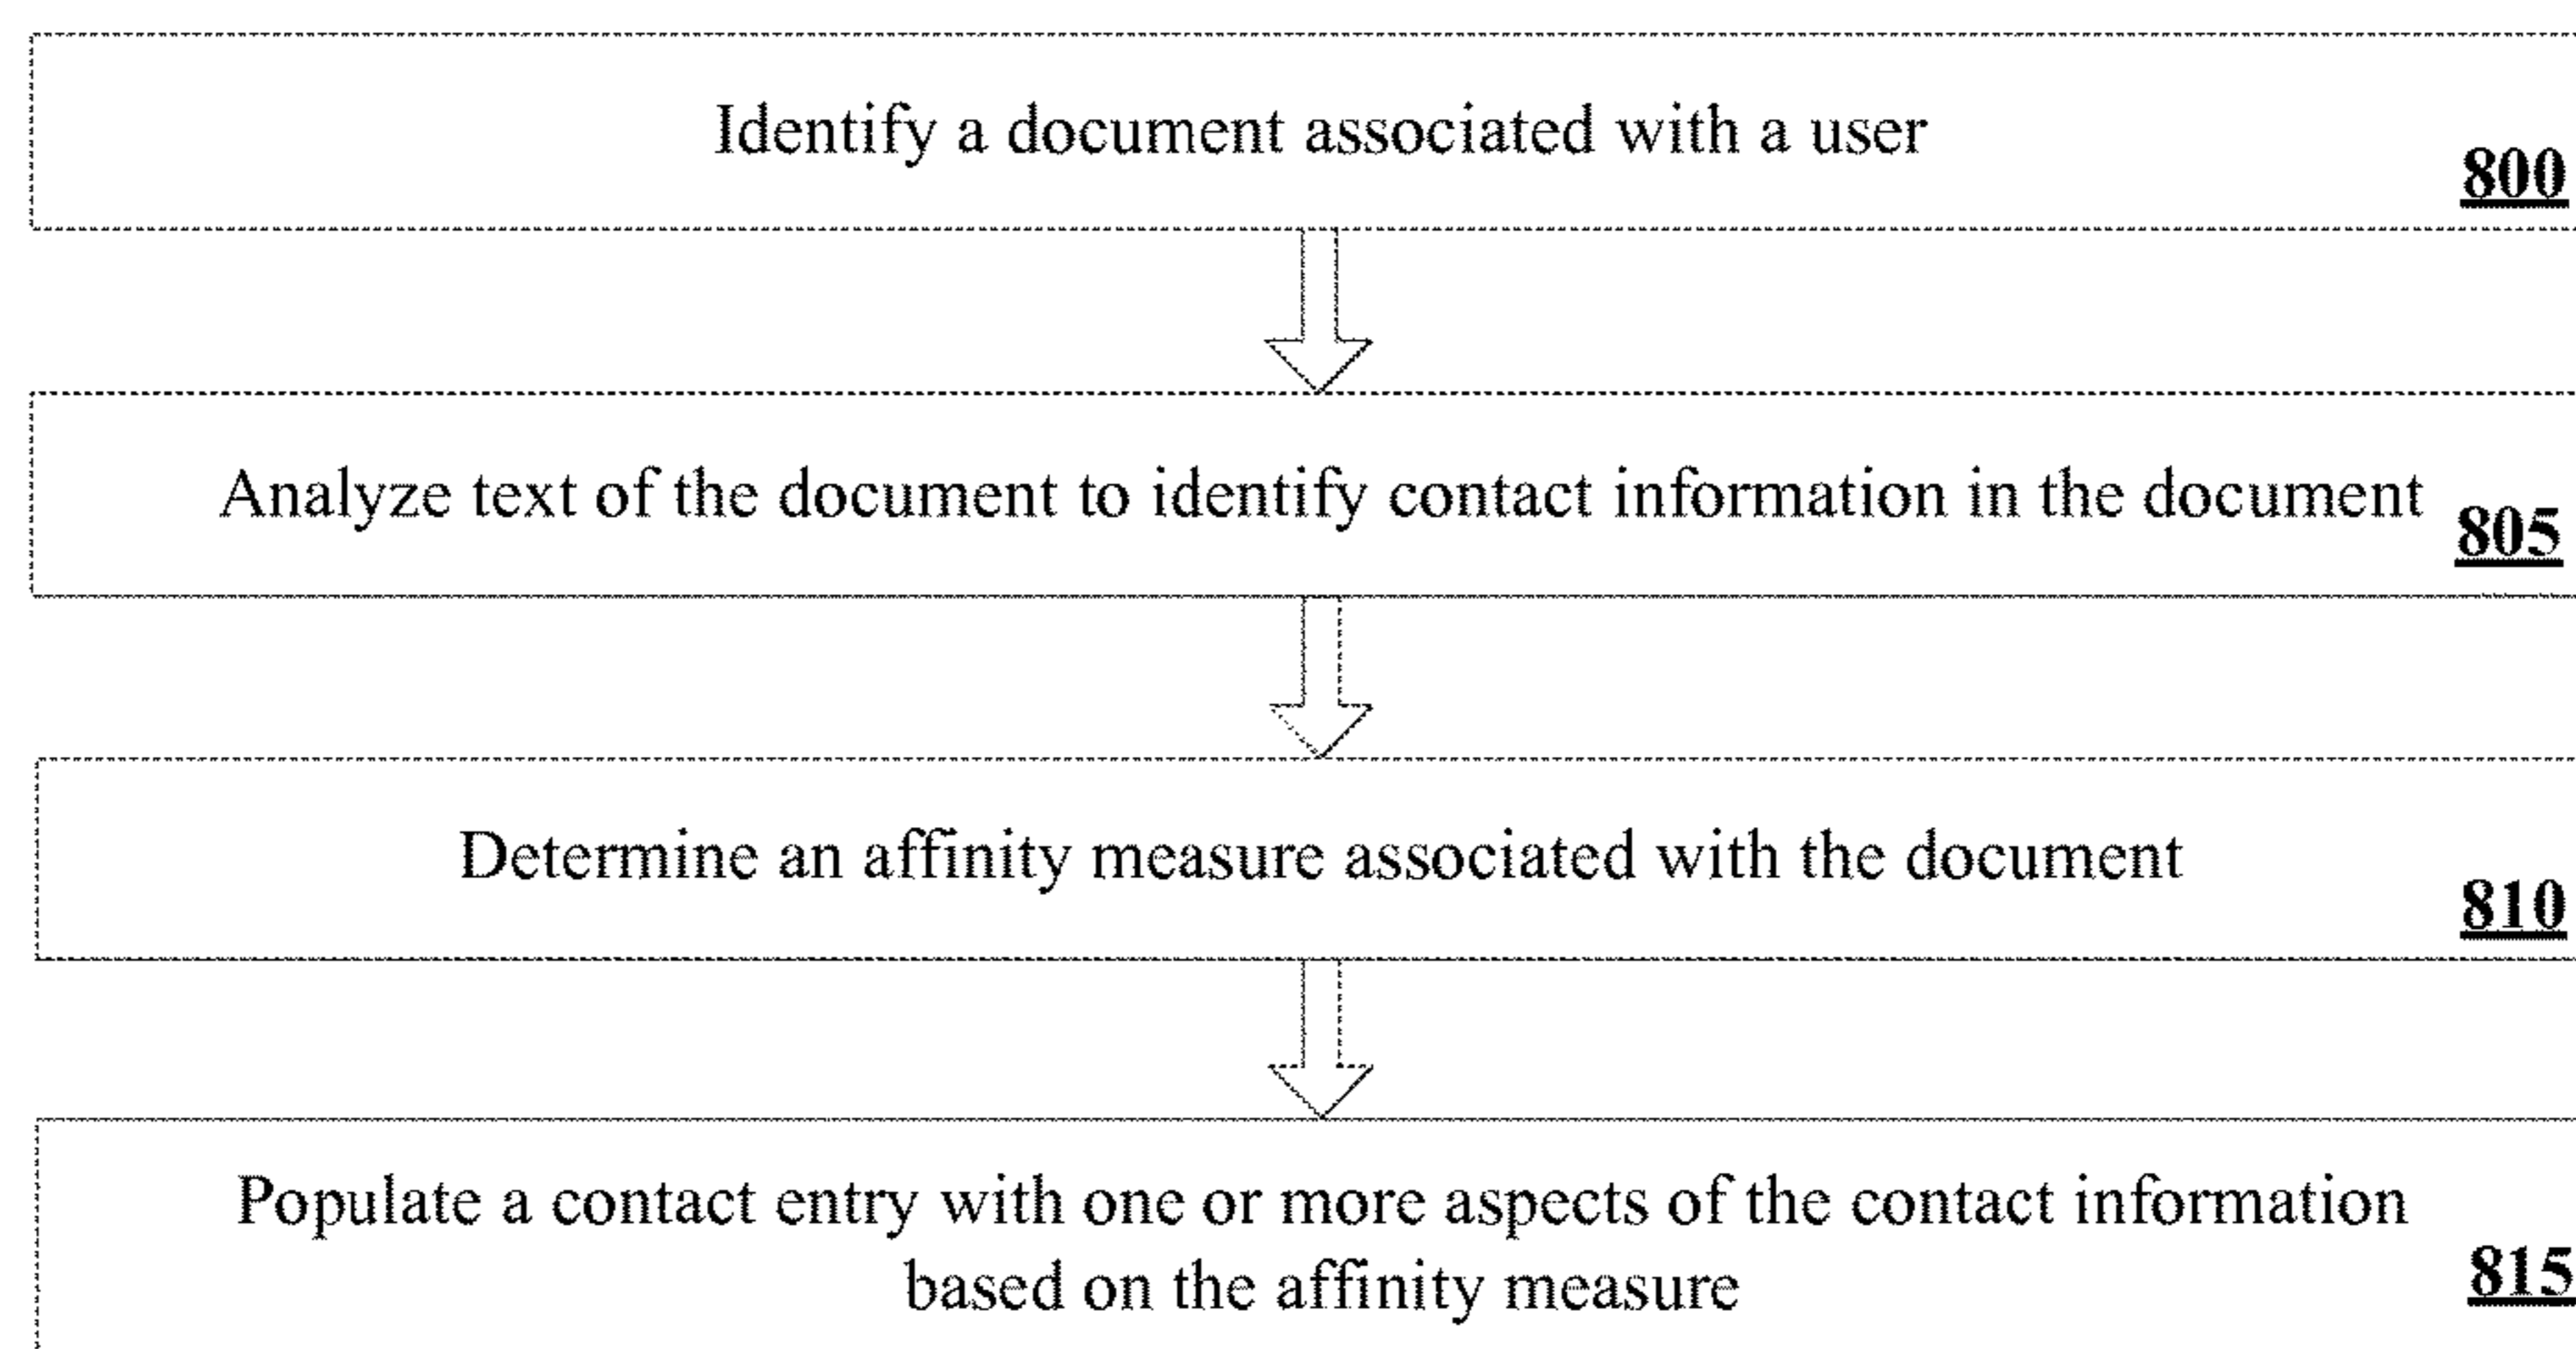 Identify a document associated with a user
800
Analyze text of the document to identify contact information in the document
805
Determine an affinity measure associated with the document
810
Populate a contact entry with one or more aspects of the contact information
based on the affinity measure
815